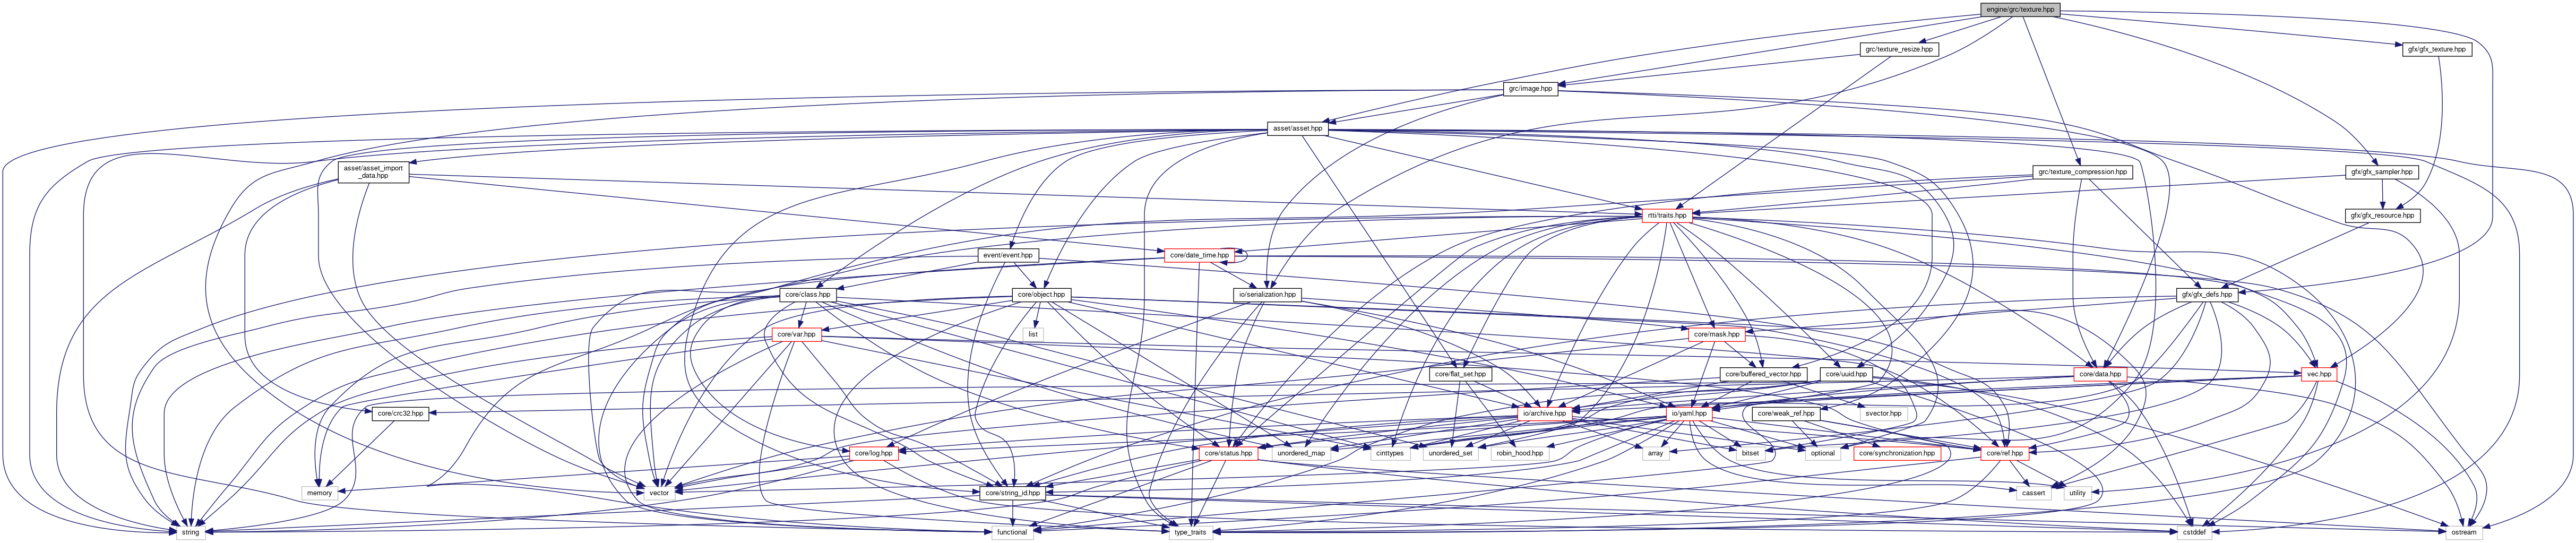 engine/grc/texture.hpp
grc/texture_resize.hpp
gfx/gfx_texture.hpp
grc/image.hpp
asset/asset.hpp
asset/asset_import
_data.hpp
grc/texture_compression.hpp
gfx/gfx_sampler.hpp
rtti/traits.hpp
gfx/gfx_resource.hpp
event/event.hpp
core/date_time.hpp
core/class.hpp
core/object.hpp
io/serialization.hpp
gfx/gfx_defs.hpp
core/var.hpp
list
core/mask.hpp
core/flat_set.hpp
core/buffered_vector.hpp
core/uuid.hpp
core/data.hpp
vec.hpp
core/crc32.hpp
io/archive.hpp
io/yaml.hpp
core/weak_ref.hpp
svector.hpp
core/log.hpp
core/status.hpp
unordered_map
cinttypes
unordered_set
robin_hood.hpp
array
bitset
optional
core/synchronization.hpp
core/ref.hpp
memory
vector
core/string_id.hpp
cassert
utility
string
functional
type_traits
cstddef
ostream